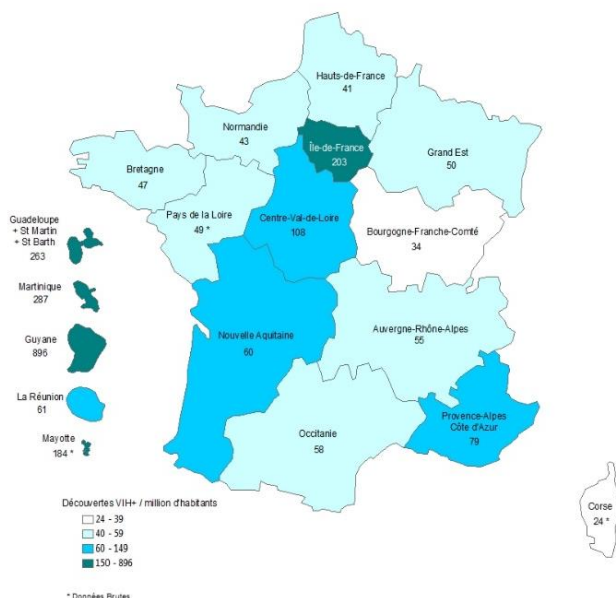 Hauts-de-France
41
Normandie
43
Île-de-France
203
Grand Est
50
Bretagne
47
Pays de la Loire
49 *
Centre-Val-de-Loire
108
Bourgogne-Franche-Comté
34
Guadeloupe
+ St Martin
+ St Barth
263
Martinique
287
Guyane
896
La Réunion
61
Mayotte
184 *
Nouvelle Aquitaine
60
Auvergne-Rhône-Alpes
55
Occitanie
58
Provence-Alpes
Côte d'Azur
79
Corse
24 *
Découvertes VIH+ / million d'habitants
24 - 39
40 - 59
60 - 149
150 - 896
* Données Brutes